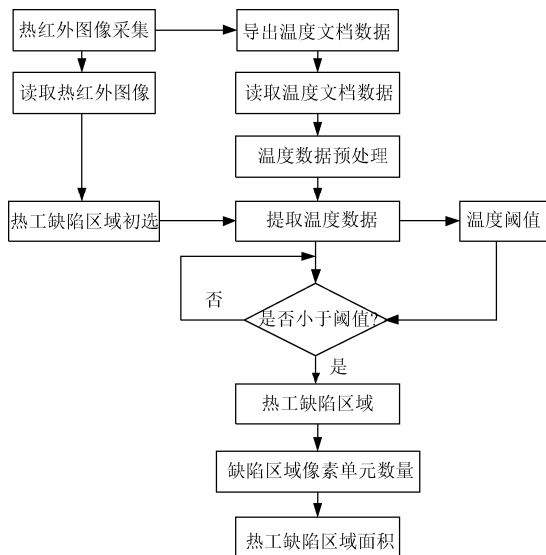 热红外图像采集
导出温度文档数据
读取热红外图像
读取温度文档数据
温度数据预处理
热工缺陷区域初选
提取温度数据
温度阈值
否
是否小于阈值?
是
热工缺陷区域
缺陷区域像素单元数量
热工缺陷区域面积